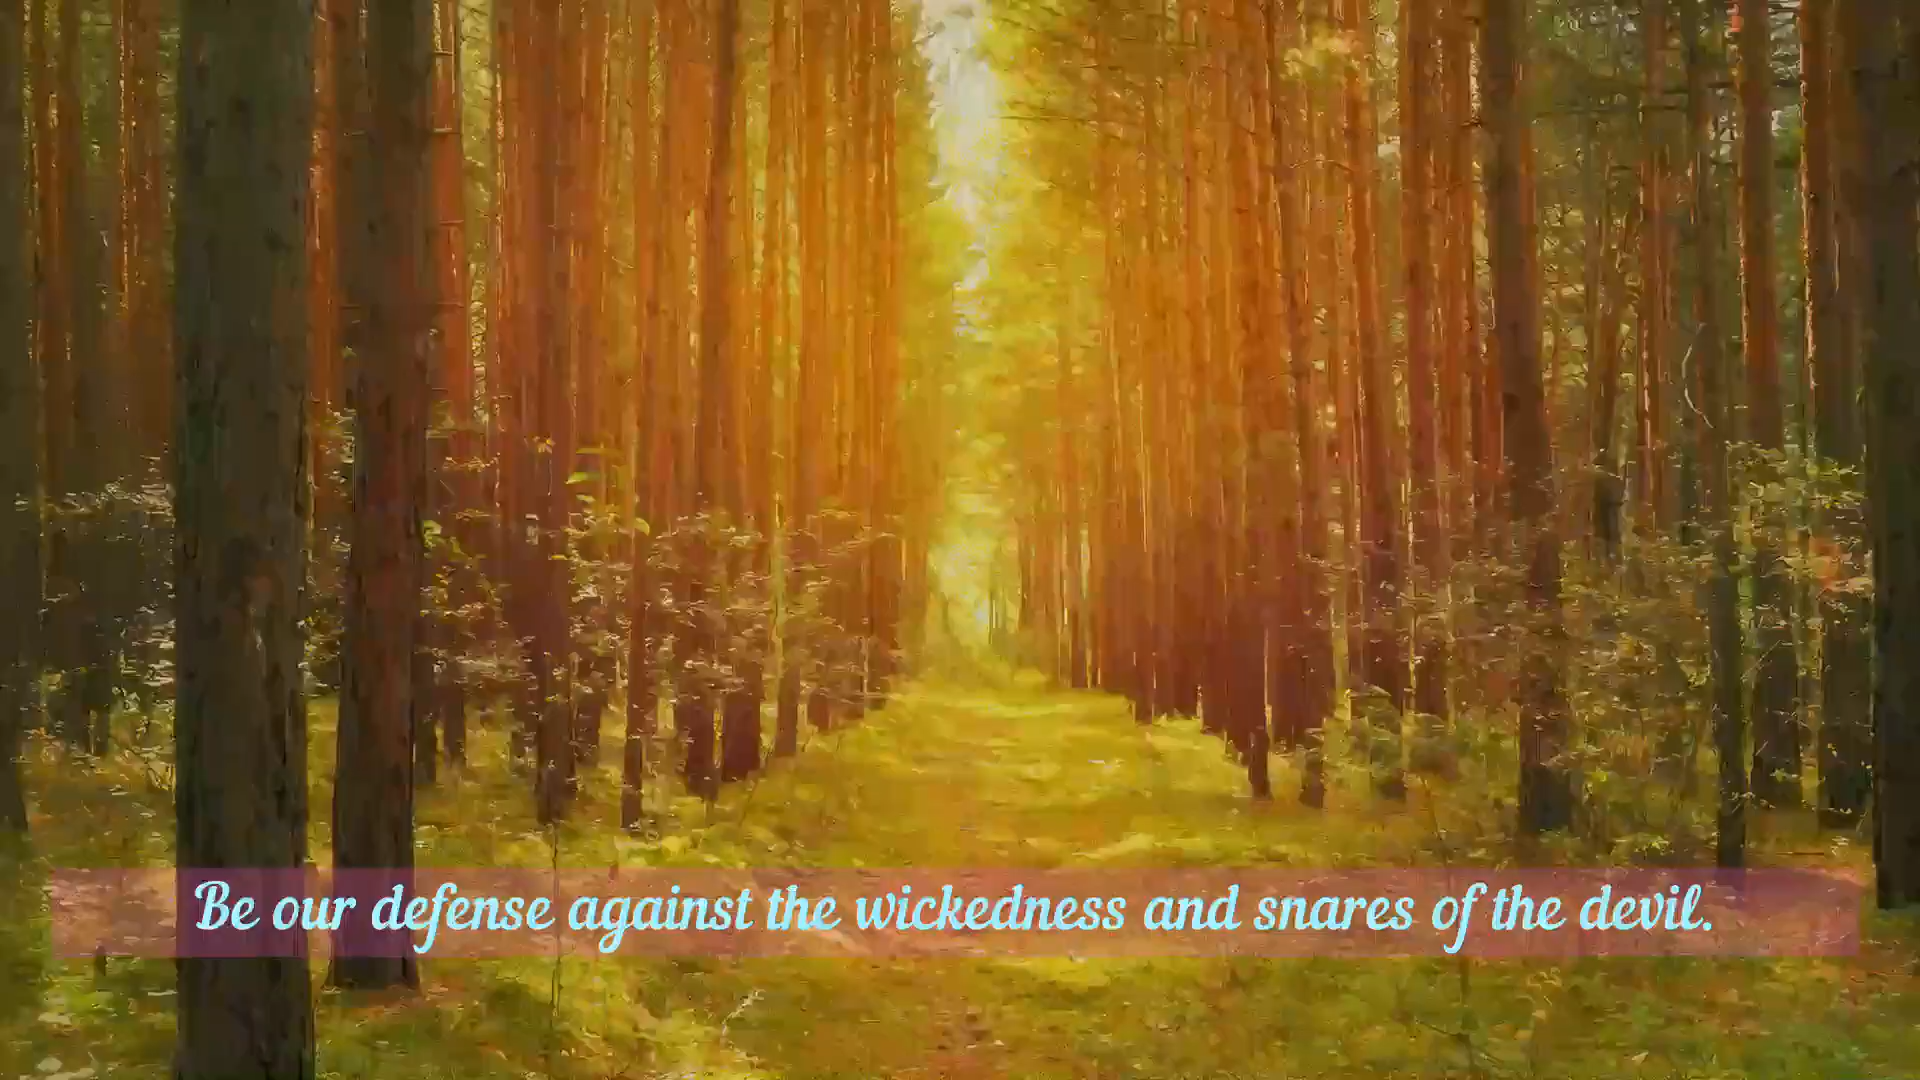 Be our defense against the wickedness and snares of the devil.